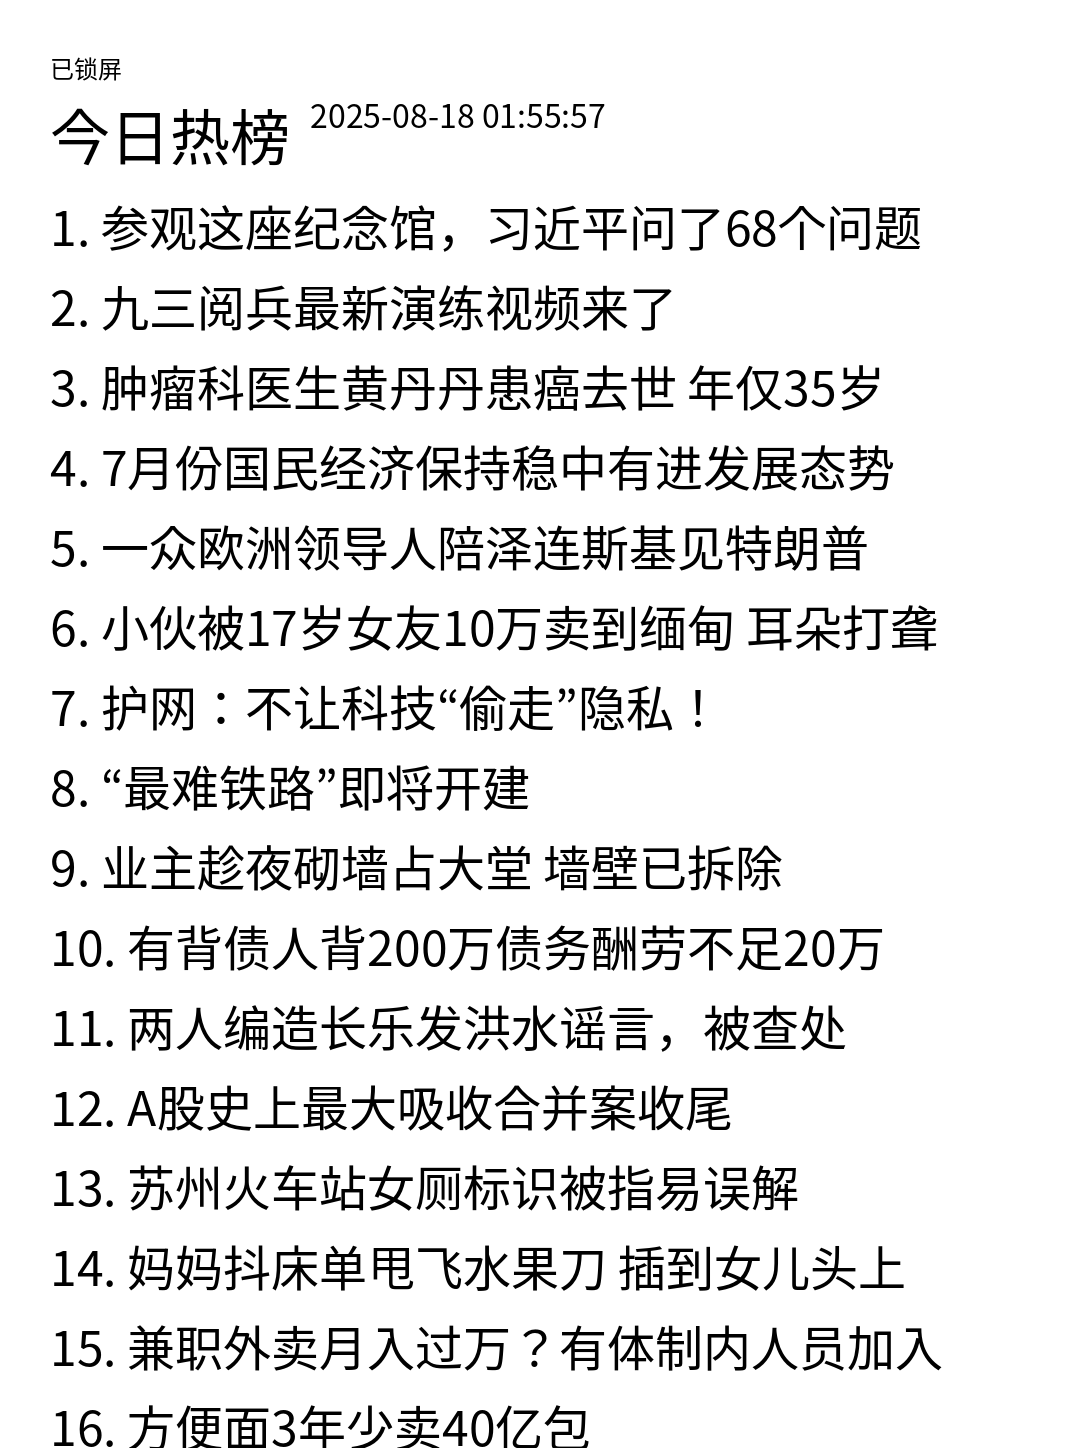 已锁屏
今日热榜 2025-08-18 01:55:57
1. 参观这座纪念馆，习近平问了68个问题
2. 九三阅兵最新演练视频来了
3. 肿瘤科医生黄丹丹患癌去世 年仅35岁
4. 7月份国民经济保持稳中有进发展态势
5. 一众欧洲领导人陪泽连斯基见特朗普
6. 小伙被17岁女友10万卖到缅甸 耳朵打聋
7. 护网：不让科技“偷走”隐私！
8. “最难铁路”即将开建
9. 业主趁夜砌墙占大堂 墙壁已拆除
10. 有背债人背200万债务酬劳不足20万
11. 两人编造长乐发洪水谣言，被查处
12. A股史上最大吸收合并案收尾
13. 苏州火车站女厕标识被指易误解
14. 妈妈抖床单甩飞水果刀 插到女儿头上
15. 兼职外卖月入过万？有体制内人员加入
16. 方便面3年少卖40亿包